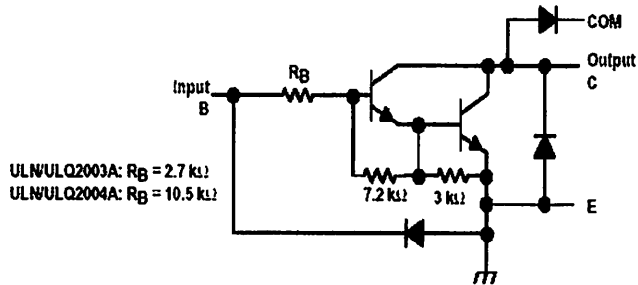 COM
Output
C
Input
B
RB
ULN/ULQ2003A: RB = 2.7 kΩ
ULN/ULQ2004A: RB = 10.5 kΩ
7.2 kΩ
3 kΩ
E